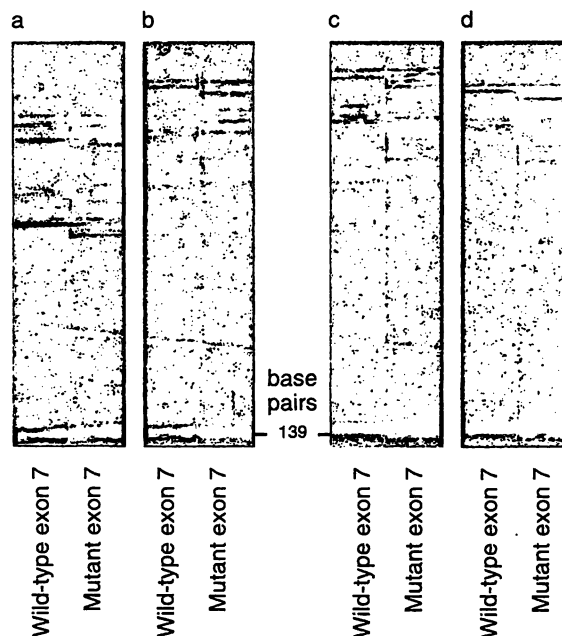 a
b
c
d
base
pairs
139
Wild-type exon 7
Mutant exon 7
Wild-type exon 7
Mutant exon 7
Wild-type exon 7
Mutant exon 7
Wild-type exon 7
Mutant exon 7